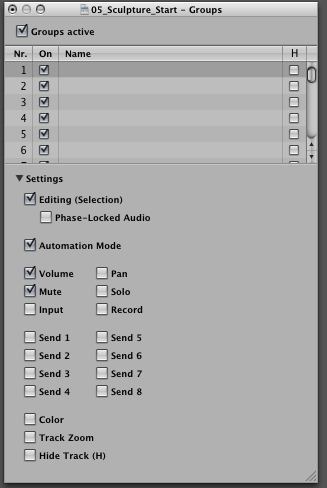 05_Sculpture_Start – Groups
Groups active
Nr. On Name H
1
2
3
4
5
6
Settings
Editing (Selection)
Phase-Locked Audio
Automation Mode
Volume Pan
Mute Solo
Input Record
Send 1 Send 5
Send 2 Send 6
Send 3 Send 7
Send 4 Send 8
Color
Track Zoom
Hide Track (H)